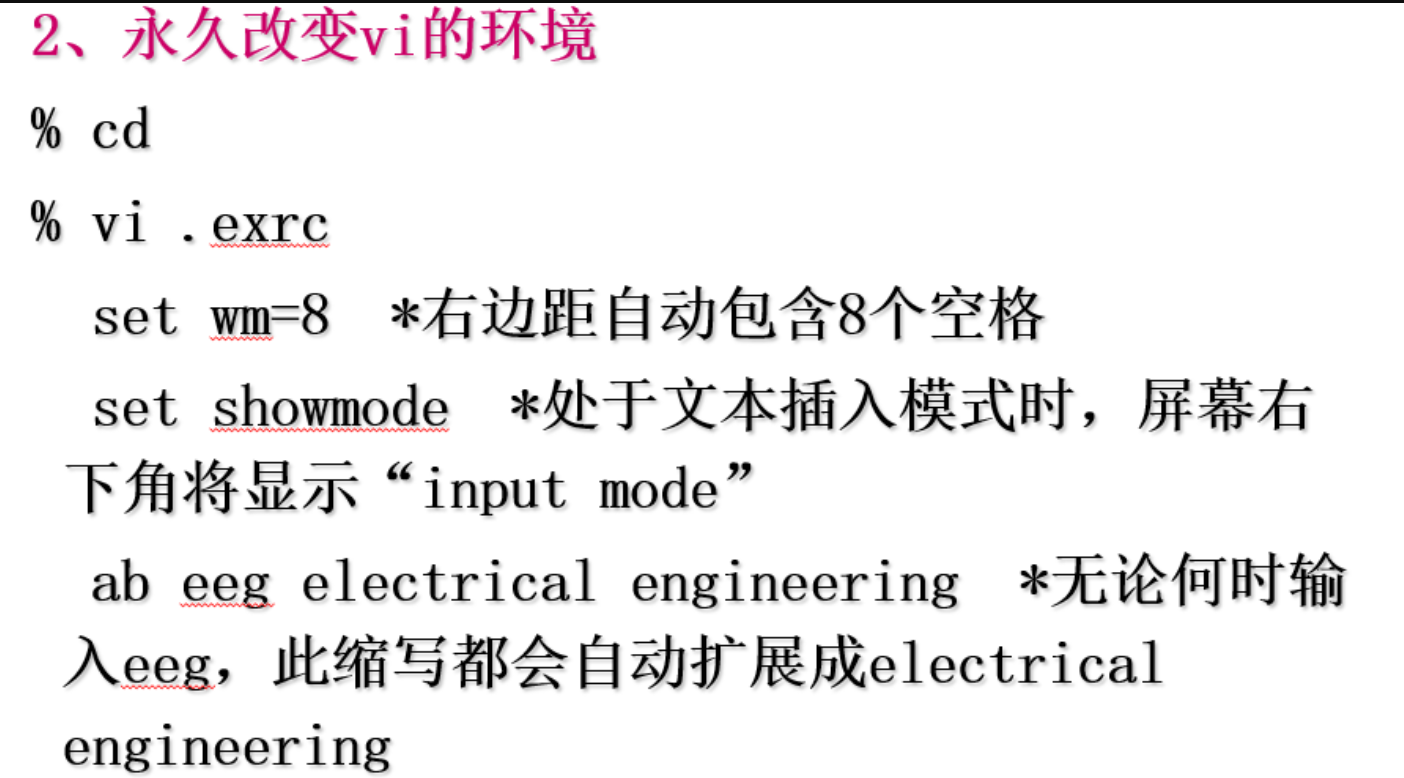 2、永久改变vi的环境
% cd
% vi .exrc
set wm=8  *右边距自动包含8个空格
set showmode  *处于文本插入模式时，屏幕右
下角将显示“input mode”
ab eeg electrical engineering  *无论何时输
入eeg，此缩写都会自动扩展成electrical
engineering